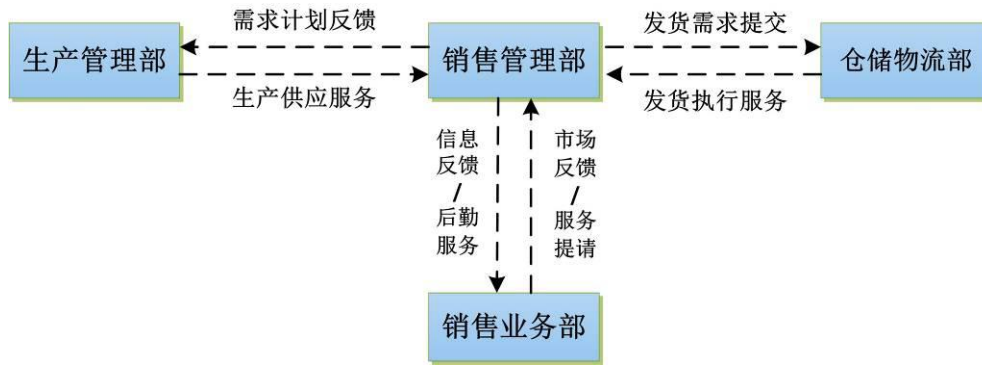 需求计划反馈
发货需求提交
生产管理部
销售管理部
仓储物流部
生产供应服务
发货执行服务
信息
反馈
/
后勤
服务
市场
反馈
/
服务
提请
销售业务部